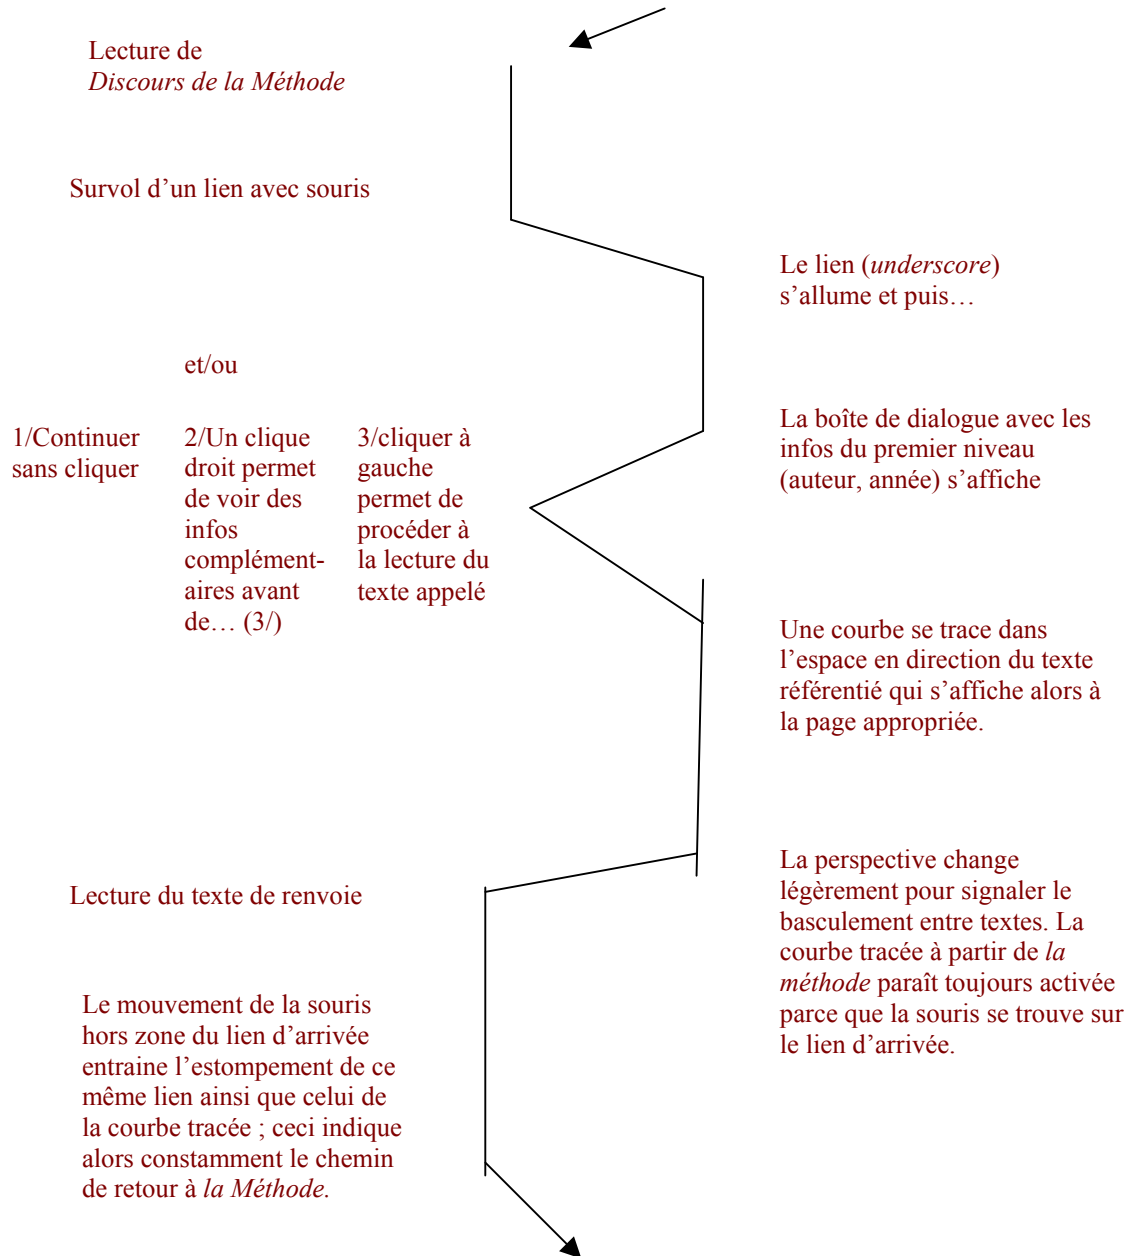 Lecture de
Discours de la Méthode
Survol d’un lien avec souris
Le lien (underscore)
s’allume et puis…
et/ou
1/Continuer
sans cliquer
2/Un clique
droit permet
de voir des
infos
complément-
aires avant
de… (3/)
3/cliquer à
gauche
permet de
procéder à
la lecture du
texte appelé
La boîte de dialogue avec les
infos du premier niveau
(auteur, année) s’affiche
Une courbe se trace dans
l’espace en direction du texte
référentié qui s’affiche alors à
la page appropriée.
La perspective change
légèrement pour signaler le
basculement entre textes. La
courbe tracée à partir de la
méthode paraît toujours activée
parce que la souris se trouve sur
le lien d’arrivée.
Lecture du texte de renvoie
Le mouvement de la souris
hors zone du lien d’arrivée
entraine l’estompement de ce
même lien ainsi que celui de
la courbe tracée ; ceci indique
alors constamment le chemin
de retour à la Méthode.